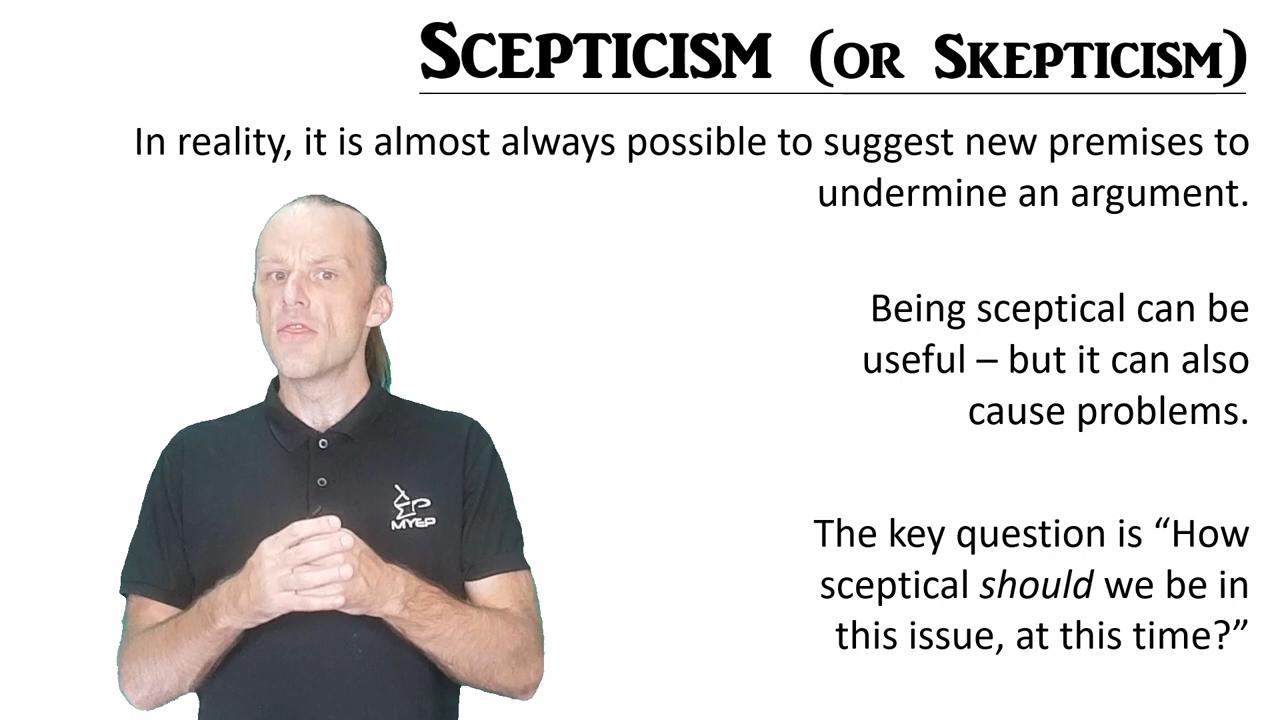 Scepticism (or Skepticism)
In reality, it is almost always possible to suggest new premises to
undermine an argument.
Being sceptical can be
useful – but it can also
cause problems.
The key question is “How
sceptical should we be in
this issue, at this time?”
MYEP